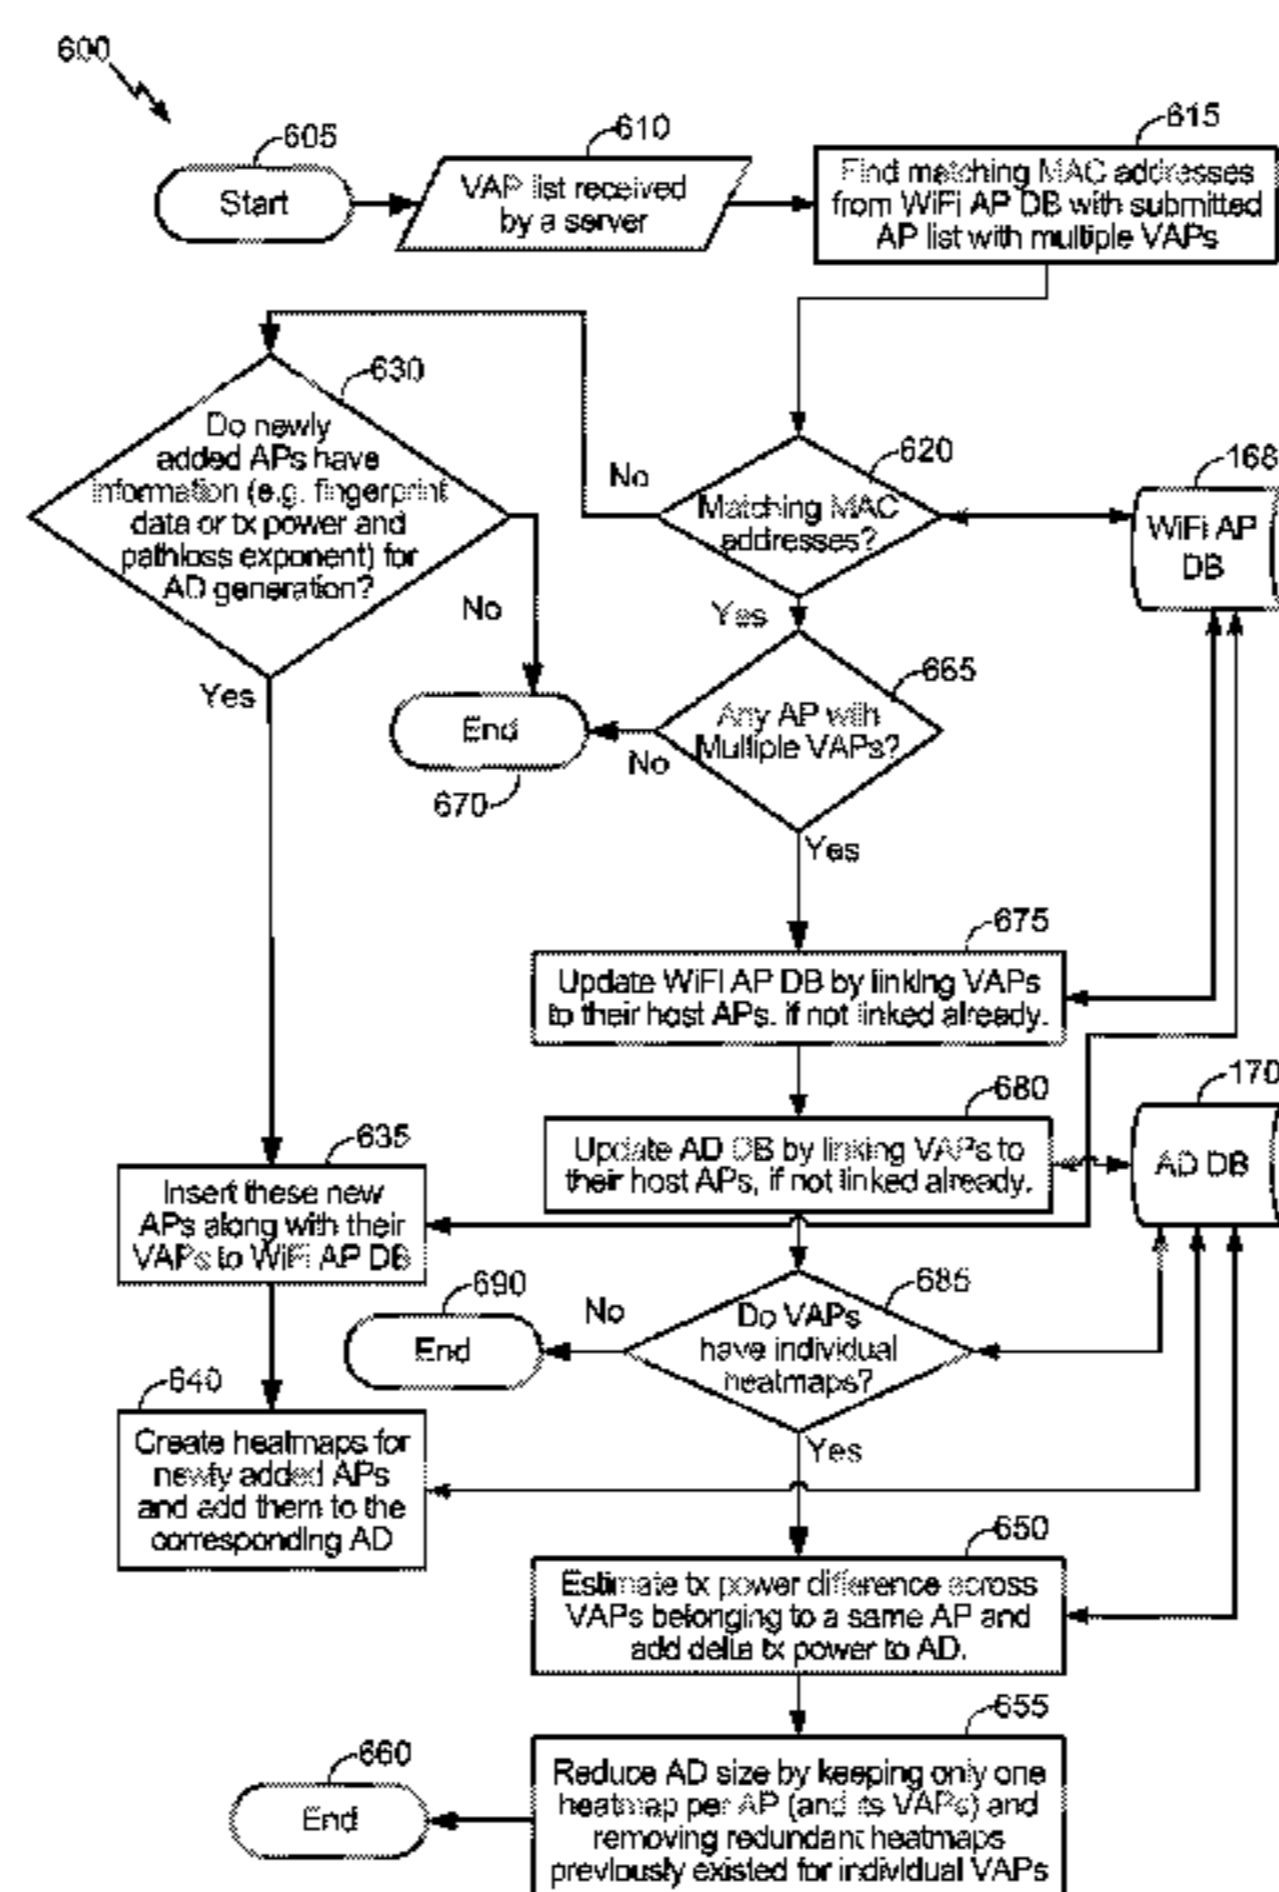 600
605
Start
610
VAP list received
by a server
615
Find matching MAC addresses
from WiFi AP DB with submitted
AP list with multiple VAPs
630
Do newly
added APs have
information (e.g. fingerprint
data or tx power and
pathloss exponent) for
AD generation?
No
Yes
620
Matching MAC
addresses?
No
Yes
168
WiFi AP
DB
665
Any AP with
Multiple VAPs?
No
Yes
End
670
675
Update WiFi AP DB by linking VAPs
to their host APs. if not linked already.
680
Update AD DB by linking VAPs to
their host APs, if not linked already.
170
AD DB
635
Insert these new
APs along with their
VAPs to WiFi AP DB
690
End
No
685
Do VAPs
have individual
heatmaps?
Yes
640
Create heatmaps for
newly added APs
and add them to the
corresponding AD
650
Estimate tx power difference across
VAPs belonging to a same AP and
add delta tx power to AD.
655
Reduce AD size by keeping only one
heatmap per AP (and its VAPs) and
removing redundant heatmaps
previously existed for individual VAPs
660
End